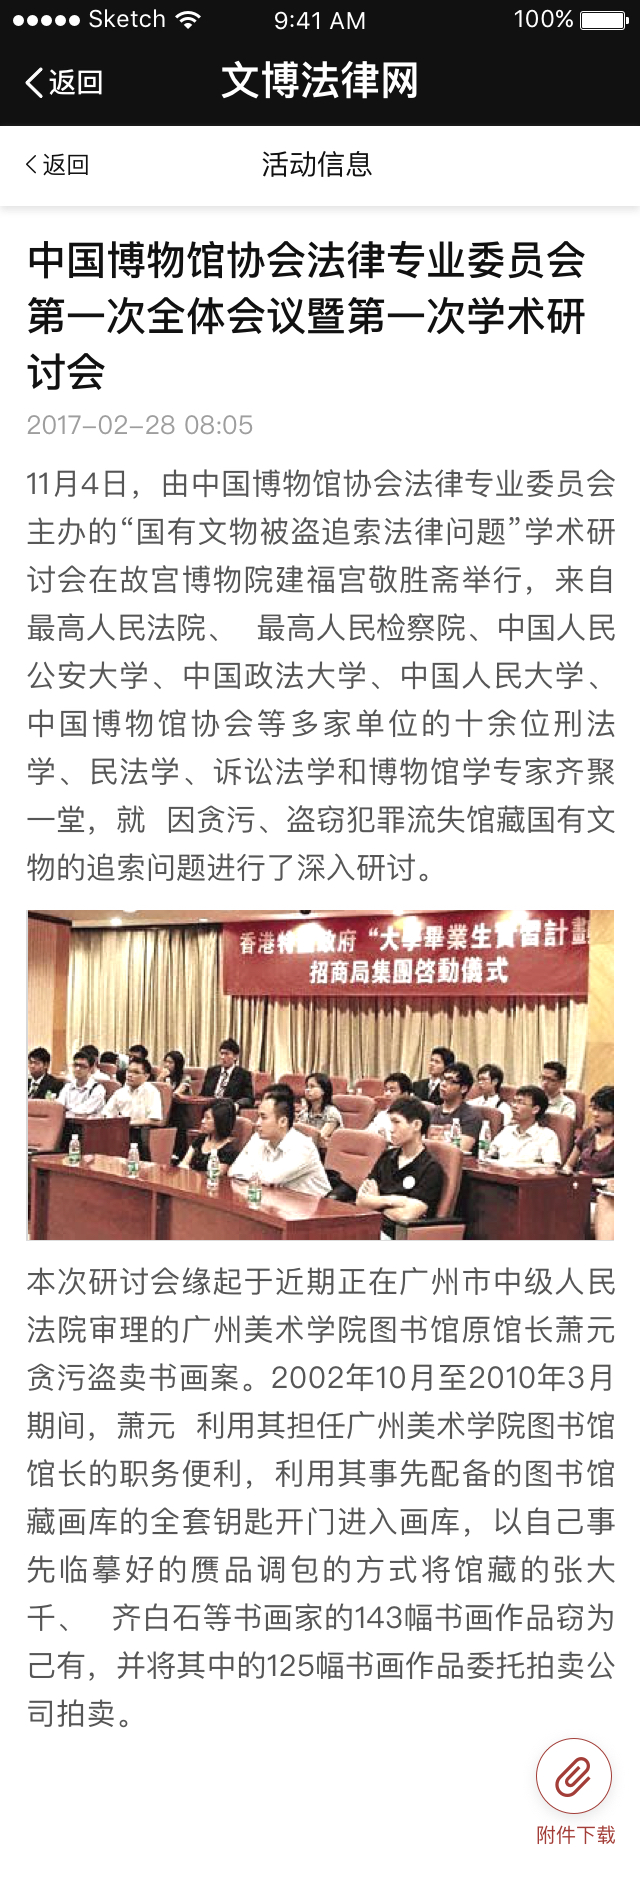 Sketch 9:41 AM 100%
返回 文博法律网
返回 活动信息
中国博物馆协会法律专业委员会
第一次全体会议暨第一次学术研
讨会
2017-02-28 08:05
11月4日，由中国博物馆协会法律专业委员会
主办的“国有文物被盗追索法律问题”学术研
讨会在故宫博物院建福宫敬胜斋举行，来自
最高人民法院、 最高人民检察院、中国人民
公安大学、中国政法大学、中国人民大学、
中国博物馆协会等多家单位的十余位刑法
学、民法学、诉讼法学和博物馆学专家齐聚
一堂，就 因贪污、盗窃犯罪流失馆藏国有文
物的追索问题进行了深入研讨。
香港特區政府“大學畢業生實習計劃
招商局集團啓動儀式
本次研讨会缘起于近期正在广州市中级人民
法院审理的广州美术学院图书馆原馆长萧元
贪污盗卖书画案。2002年10月至2010年3月
期间，萧元 利用其担任广州美术学院图书馆
馆长的职务便利，利用其事先配备的图书馆
藏画库的全套钥匙开门进入画库，以自己事
先临摹好的赝品调包的方式将馆藏的张大
千、 齐白石等书画家的143幅书画作品窃为
己有，并将其中的125幅书画作品委托拍卖公
司拍卖。
附件下载